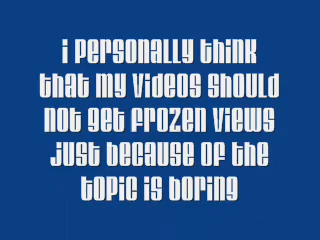 i personally think
that my videos should
not get frozen views
just because of the
topic is boring